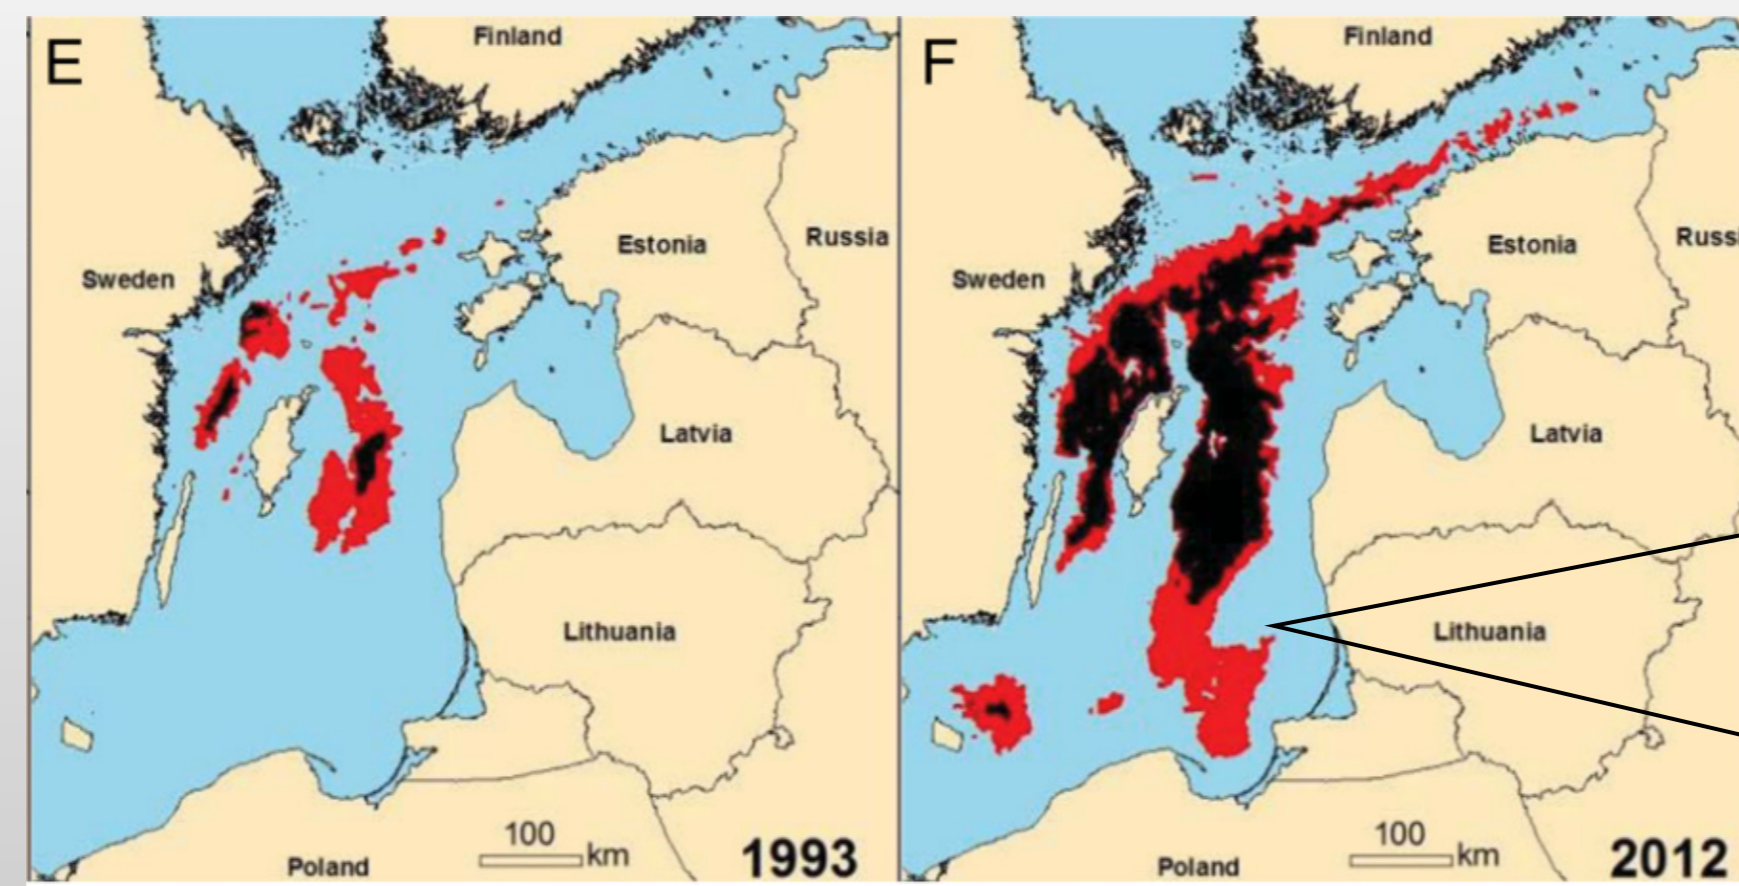 E
Finland
Estonia
Russia
Sweden
Latvia
Lithuania
100
km
Poland
1993
F
Finland
Estonia
Russi
Sweden
Latvia
Lithuania
100
km
Poland
2012